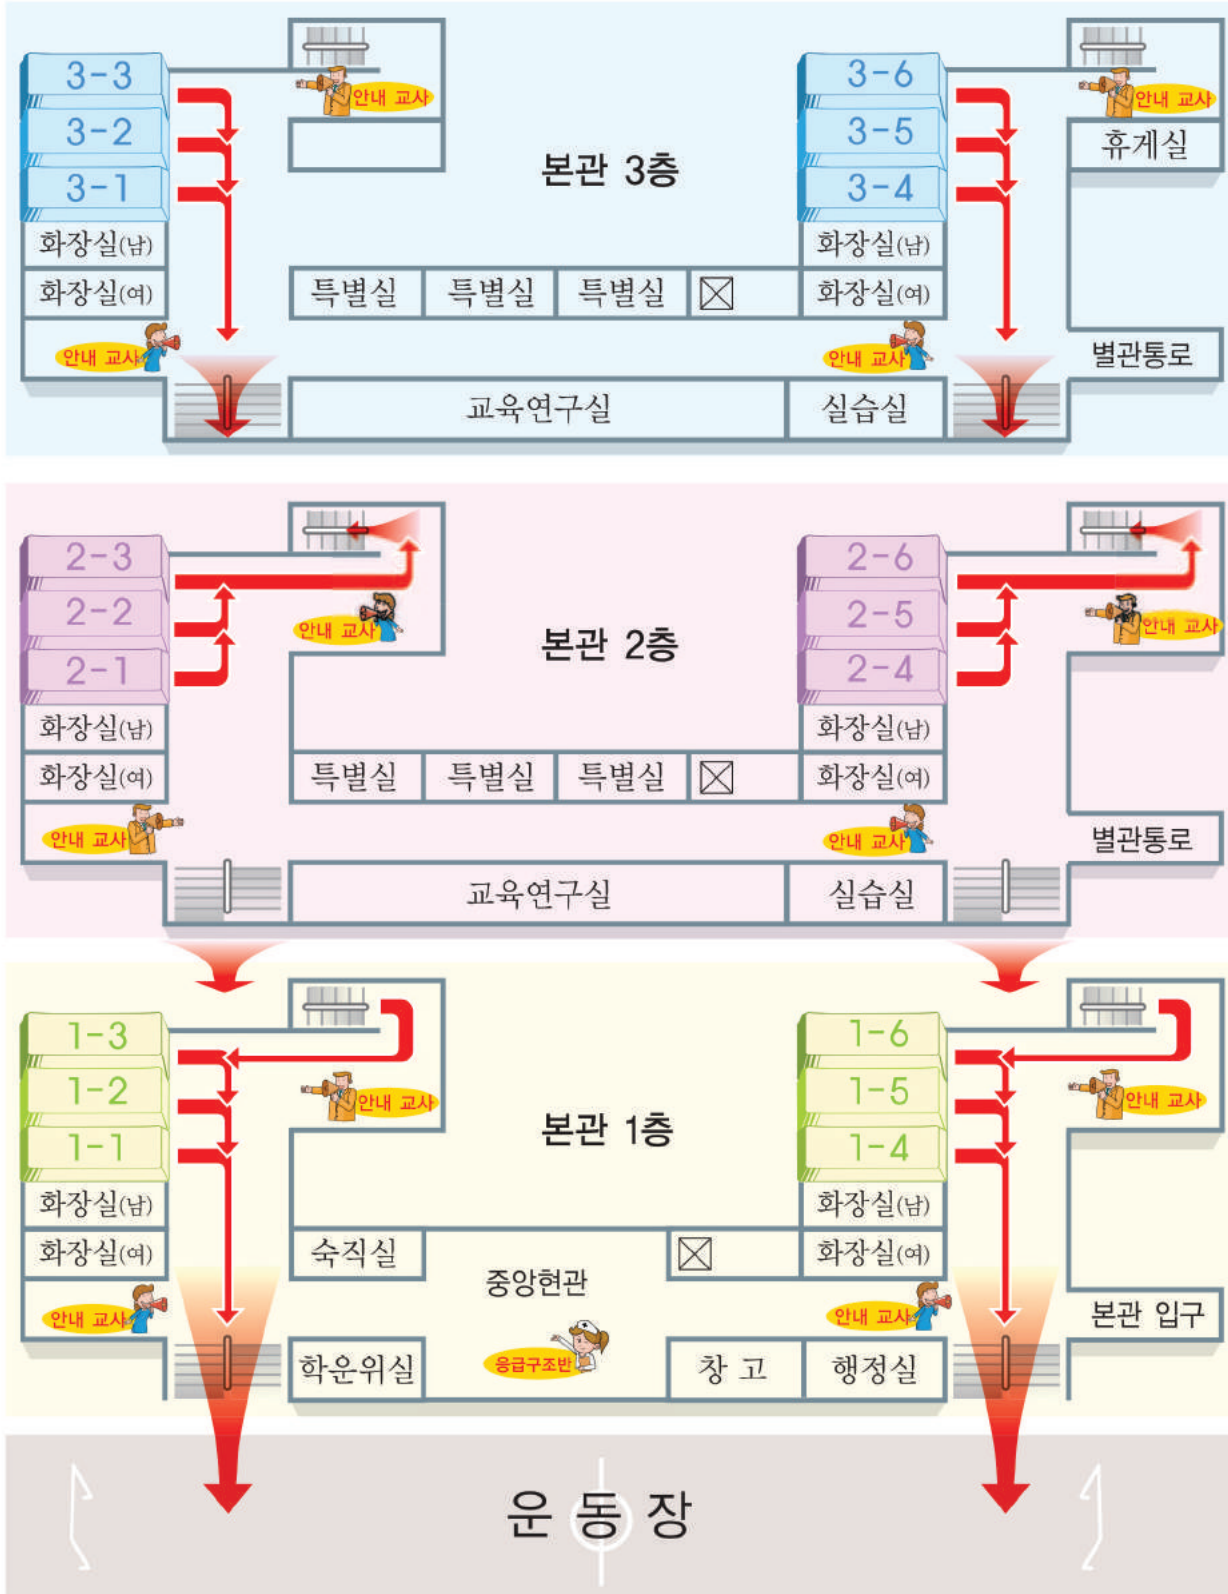 3-3
안내 교사
3-6
안내 교사
3-2
본관 3층
3-5
휴게실
3-1
3-4
화장실(남)
화장실(남)
화장실(여)
특별실
특별실
특별실
화장실(여)
안내 교사
안내 교사
별관통로
교육연구실
실습실
2-3
2-6
2-2
안내 교사
본관 2층
2-5
안내 교사
2-1
2-4
화장실(남)
화장실(남)
화장실(여)
특별실
특별실
특별실
화장실(여)
안내 교사
안내 교사
별관통로
교육연구실
실습실
1-3
1-6
1-2
안내 교사
1-5
안내 교사
1-1
본관 1층
1-4
화장실(남)
화장실(남)
화장실(여)
숙직실
중앙현관
화장실(여)
안내 교사
안내 교사
본관 입구
학운위실
응급구조반
창 고
행정실
운 동 장